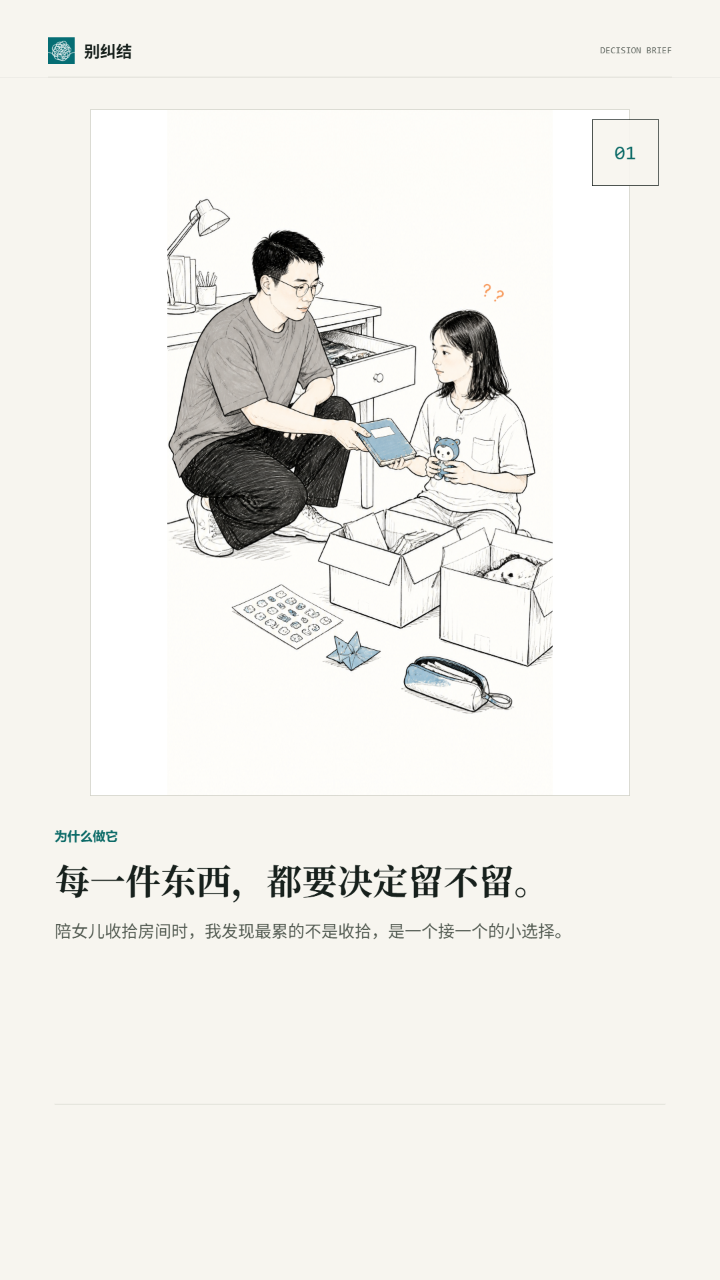 别纠结
DECISION BRIEF
01
??
为什么做它
每一件东西，都要决定留不留。
陪女儿收拾房间时，我发现最累的不是收拾，是一个接一个的小选择。